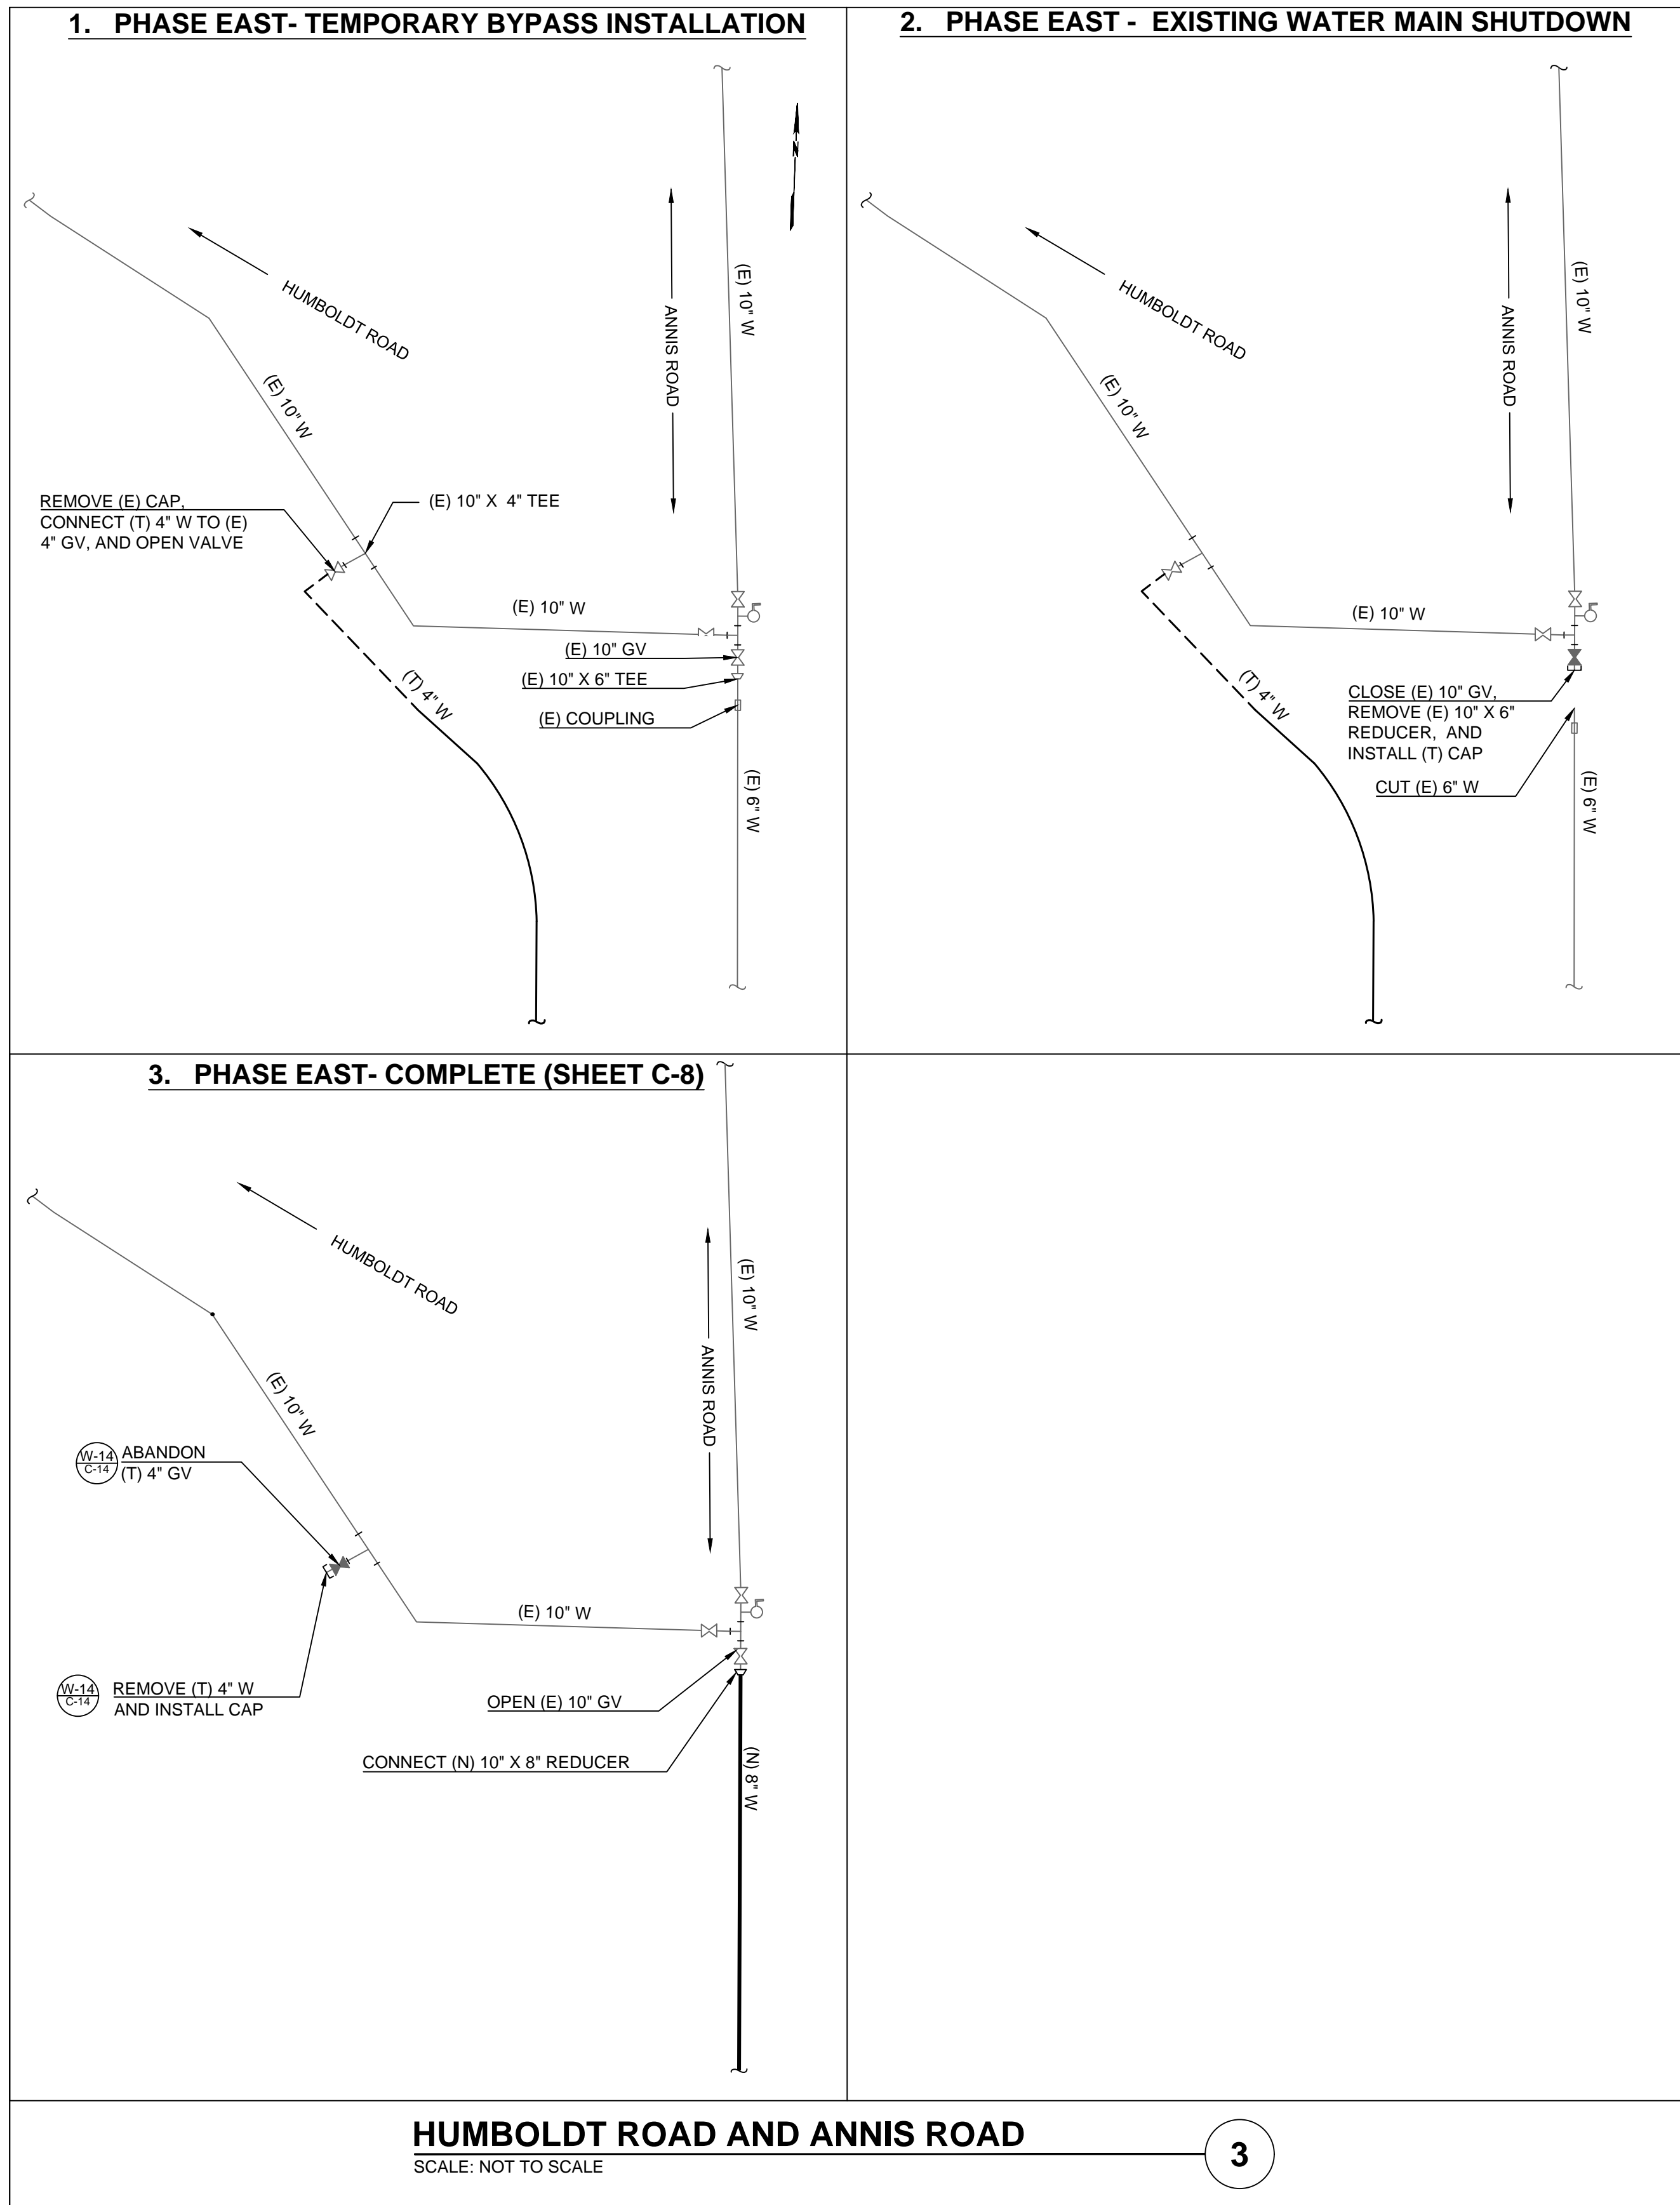 1. PHASE EAST- TEMPORARY BYPASS INSTALLATION
N
HUMBOLDT ROAD
ANNIS ROAD
(E) 10" W
(E) 10" W
REMOVE (E) CAP,
CONNECT (T) 4" W TO (E)
4" GV, AND OPEN VALVE
(E) 10" X 4" TEE
(E) 10" W
(E) 10" GV
(E) 10" X 6" TEE
(E) COUPLING
(T) 4" W
(E) 6" W
2. PHASE EAST - EXISTING WATER MAIN SHUTDOWN
HUMBOLDT ROAD
ANNIS ROAD
(E) 10" W
(E) 10" W
(E) 10" W
(T) 4" W
CLOSE (E) 10" GV,
REMOVE (E) 10" X 6"
REDUCER, AND
INSTALL (T) CAP
CUT (E) 6" W
(E) 6" W
3. PHASE EAST- COMPLETE (SHEET C-8)
HUMBOLDT ROAD
ANNIS ROAD
(E) 10" W
(E) 10" W
W-14
C-14
ABANDON
(T) 4" GV
(E) 10" W
W-14
C-14
REMOVE (T) 4" W
AND INSTALL CAP
OPEN (E) 10" GV
CONNECT (N) 10" X 8" REDUCER
(N) 8" W
HUMBOLDT ROAD AND ANNIS ROAD
SCALE: NOT TO SCALE
3